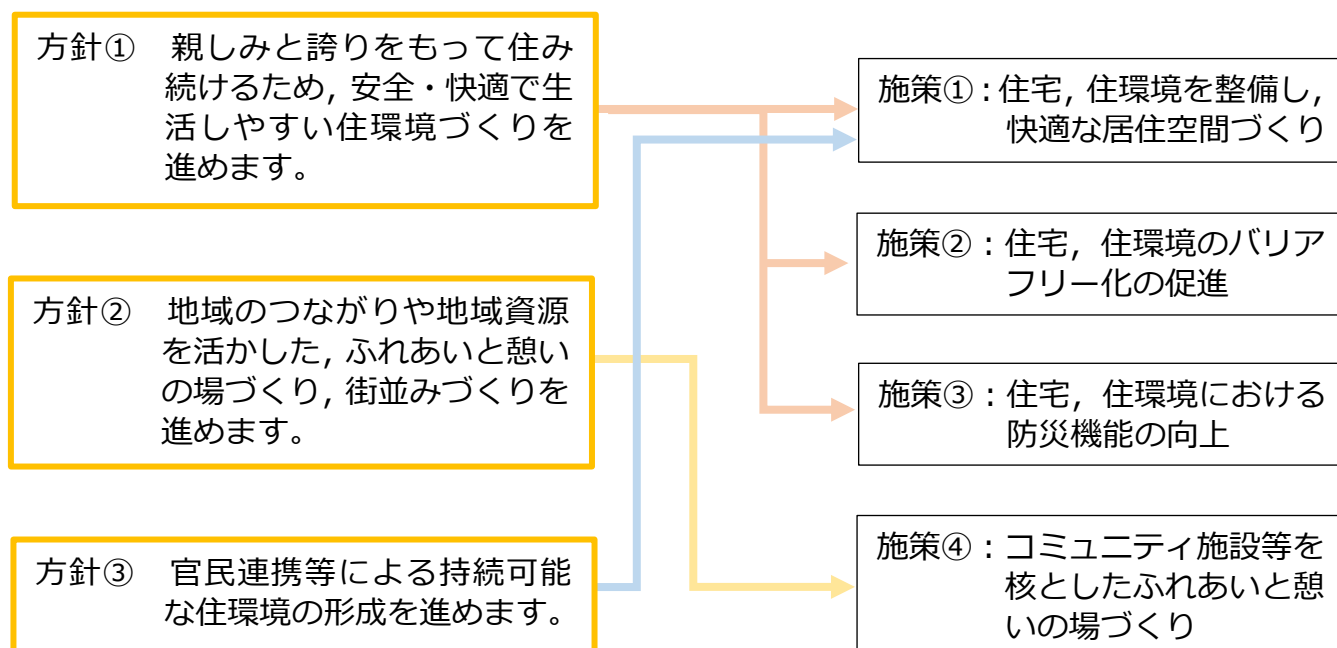 方針① 親しみと誇りをもって住み
続けるため, 安全・快適で生
活しやすい住環境づくりを
進めます。
方針② 地域のつながりや地域資源
を活かした, ふれあいと憩い
の場づくり, 街並みづくりを
進めます。
方針③ 官民連携等による持続可能
な住環境の形成を進めます。
施策①：住宅, 住環境を整備し,
快適な居住空間づくり
施策②：住宅, 住環境のバリア
フリー化の促進
施策③：住宅, 住環境における
防災機能の向上
施策④：コミュニティ施設等を
核としたふれあいと憩
いの場づくり